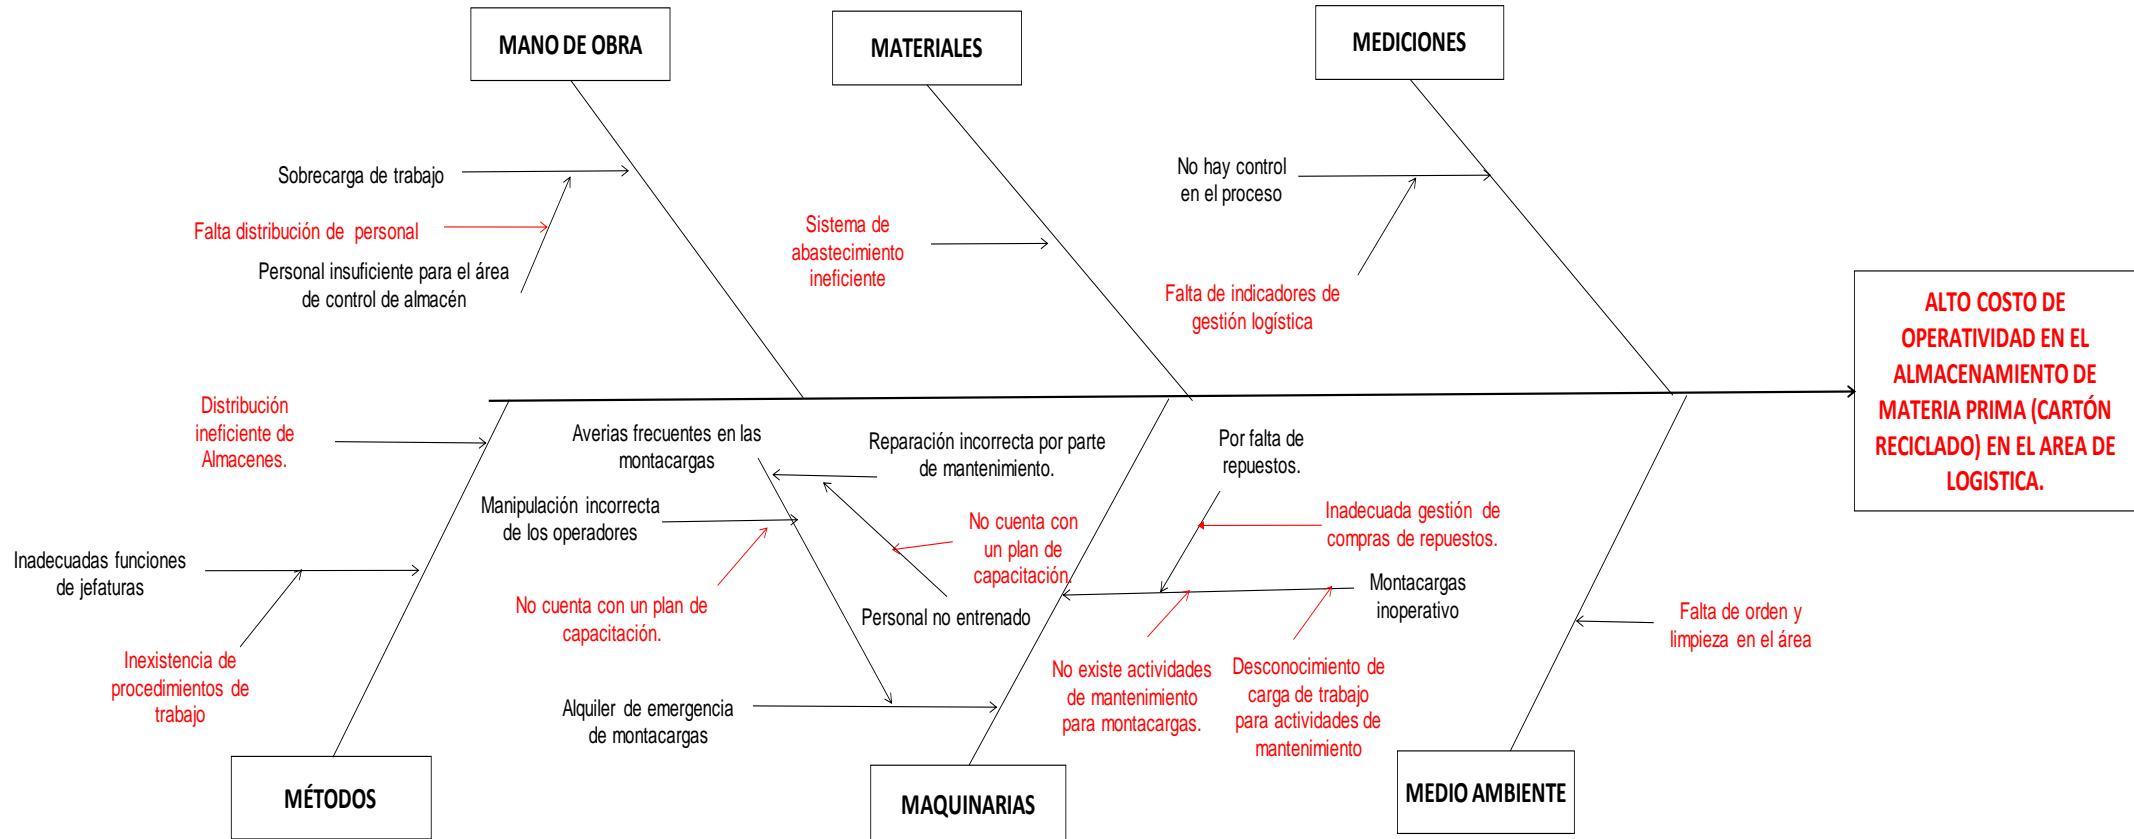 MANO DE OBRA
MATERIALES
MEDICIONES
Sobrecarga de trabajo
Falta distribución de personal
Personal insuficiente para el área
de control de almacén
Sistema de
abastecimiento
ineficiente
No hay control
en el proceso
Falta de indicadores de
gestión logística
ALTO COSTO DE
OPERATIVIDAD EN EL
ALMACENAMIENTO DE
MATERIA PRIMA (CARTÓN
RECICLADO) EN EL AREA DE
LOGISTICA.
Distribución
ineficiente de
Almacenes.
Inadecuadas funciones
de jefaturas
Inexistencia de
procedimientos de
trabajo
Averias frecuentes en las
montacargas
Manipulación incorrecta
de los operadores
No cuenta con un plan de
capacitación.
Reparación incorrecta por parte
de mantenimiento.
No cuenta con
un plan de
capacitación.
Personal no entrenado
Alquiler de emergencia
de montacargas
Por falta de
repuestos.
Inadecuada gestión de
compras de repuestos.
Montacargas
inoperativo
No existe actividades
de mantenimiento
para montacargas.
Desconocimiento de
carga de trabajo
para actividades de
mantenimiento
Falta de orden y
limpieza en el área
MÉTODOS
MAQUINARIAS
MEDIO AMBIENTE